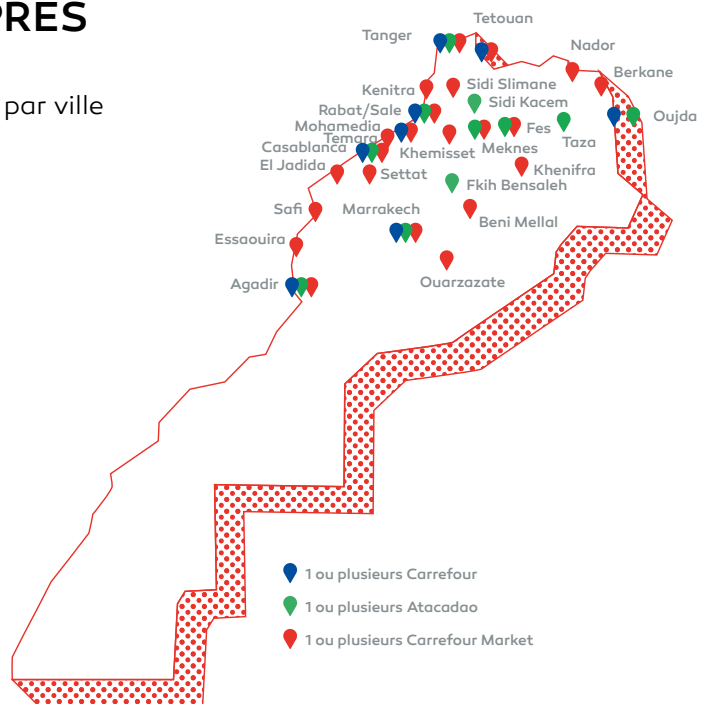 PRES
par ville
Tetouan
Tanger
Nador
Berkane
Kenitra
Sidi Slimane
Sidi Kacem
Rabat/Sale
Oujda
Mohamedia
Fes
Temara
Taza
Casablanca
Khemisset
Meknes
El Jadida
Khenifra
Settat
Fkih Bensaleh
Safi
Marrakech
Beni Mellal
Essaouira
Agadir
Ouarzazate
1 ou plusieurs Carrefour
1 ou plusieurs Atacadao
1 ou plusieurs Carrefour Market